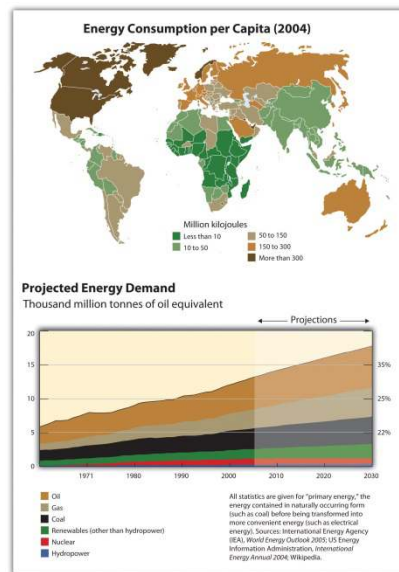 Energy Consumption per Capita (2004)
Million kilojoules
Less than 10
10 to 50
50 to 150
150 to 300
More than 300
Projected Energy Demand
Thousand million tonnes of oil equivalent
Projections
20
15
10
5
0
35%
25%
22%
1971
1980
1990
2000
2010
2020
2030
Oil
Gas
Coal
Renewables (other than hydropower)
Nuclear
Hydropower
All statistics are given for "primary energy," the
energy contained in naturally occurring form
(such as coal) before being transformed into
more convenient energy (such as electrical
energy). Sources: International Energy Agency
(IEA), World Energy Outlook 2005; US Energy
Information Administration, International
Energy Annual 2004; Wikipedia.